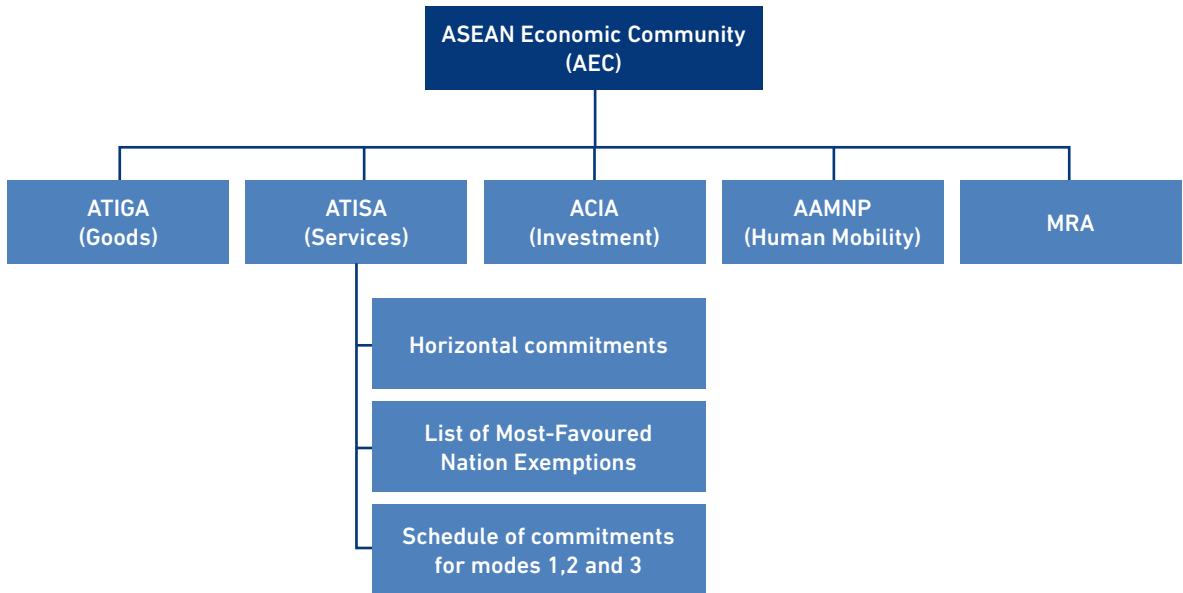 ASEAN Economic Community
(AEC)
ATIGA
(Goods)
ATISA
(Services)
ACIA
(Investment)
AAMNP
(Human Mobility)
MRA
Horizontal commitments
List of Most-Favoured
Nation Exemptions
Schedule of commitments
for modes 1,2 and 3